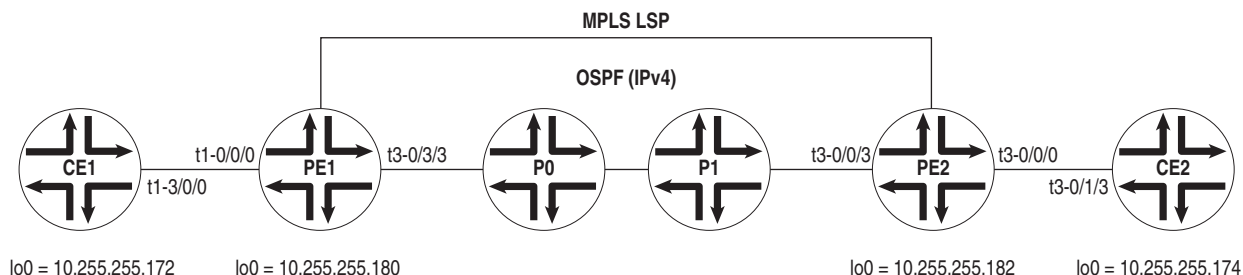 MPLS LSP
OSPF (IPv4)
CE1
t1-3/0/0
t1-0/0/0
PE1
t3-0/3/3
P0
P1
t3-0/0/3
PE2
t3-0/0/0
t3-0/1/3
CE2
lo0 = 10.255.255.172
lo0 = 10.255.255.180
lo0 = 10.255.255.182
lo0 = 10.255.255.174